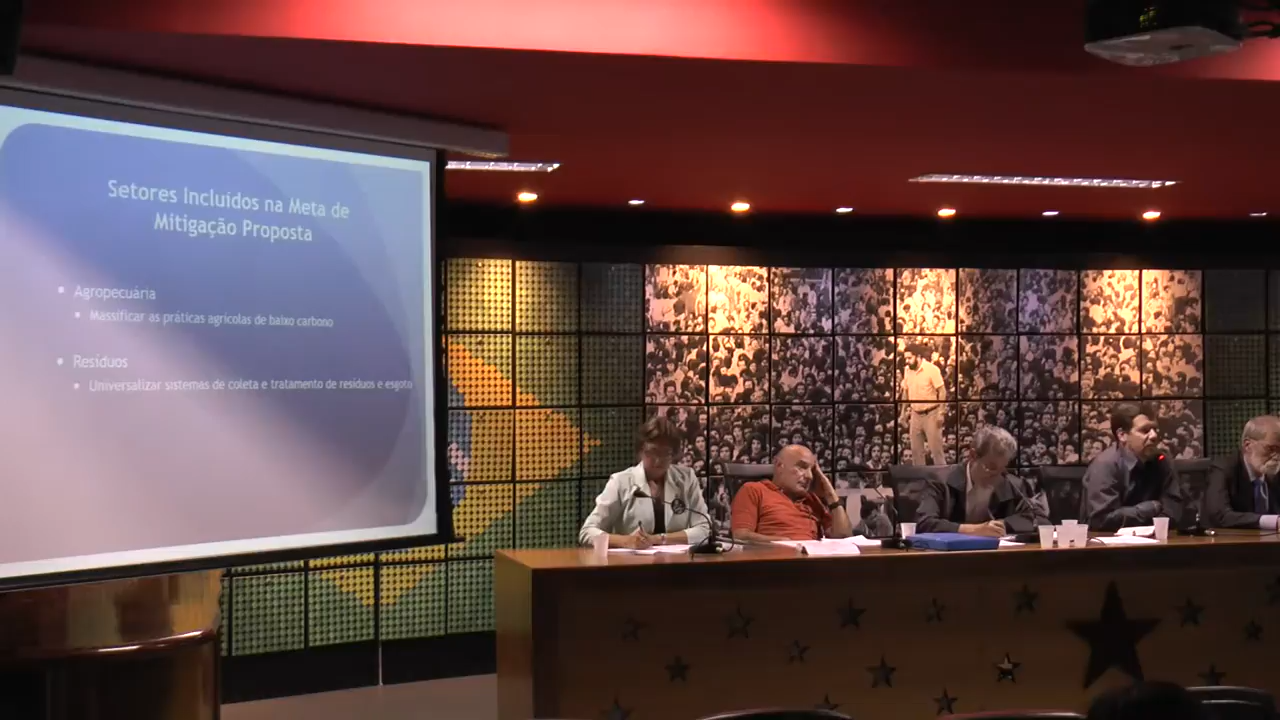 Setores Incluídos na Meta de
Mitigação Proposta
Agropecuária
Massificar as práticas agrícolas de baixo carbono
Resíduos
Universalizar sistemas de coleta e tratamento de resíduos e esgoto